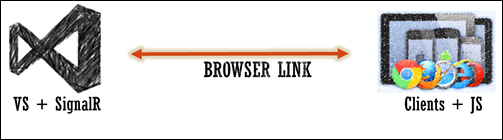 BROWSER LINK
VS + SignalR
Clients + JS